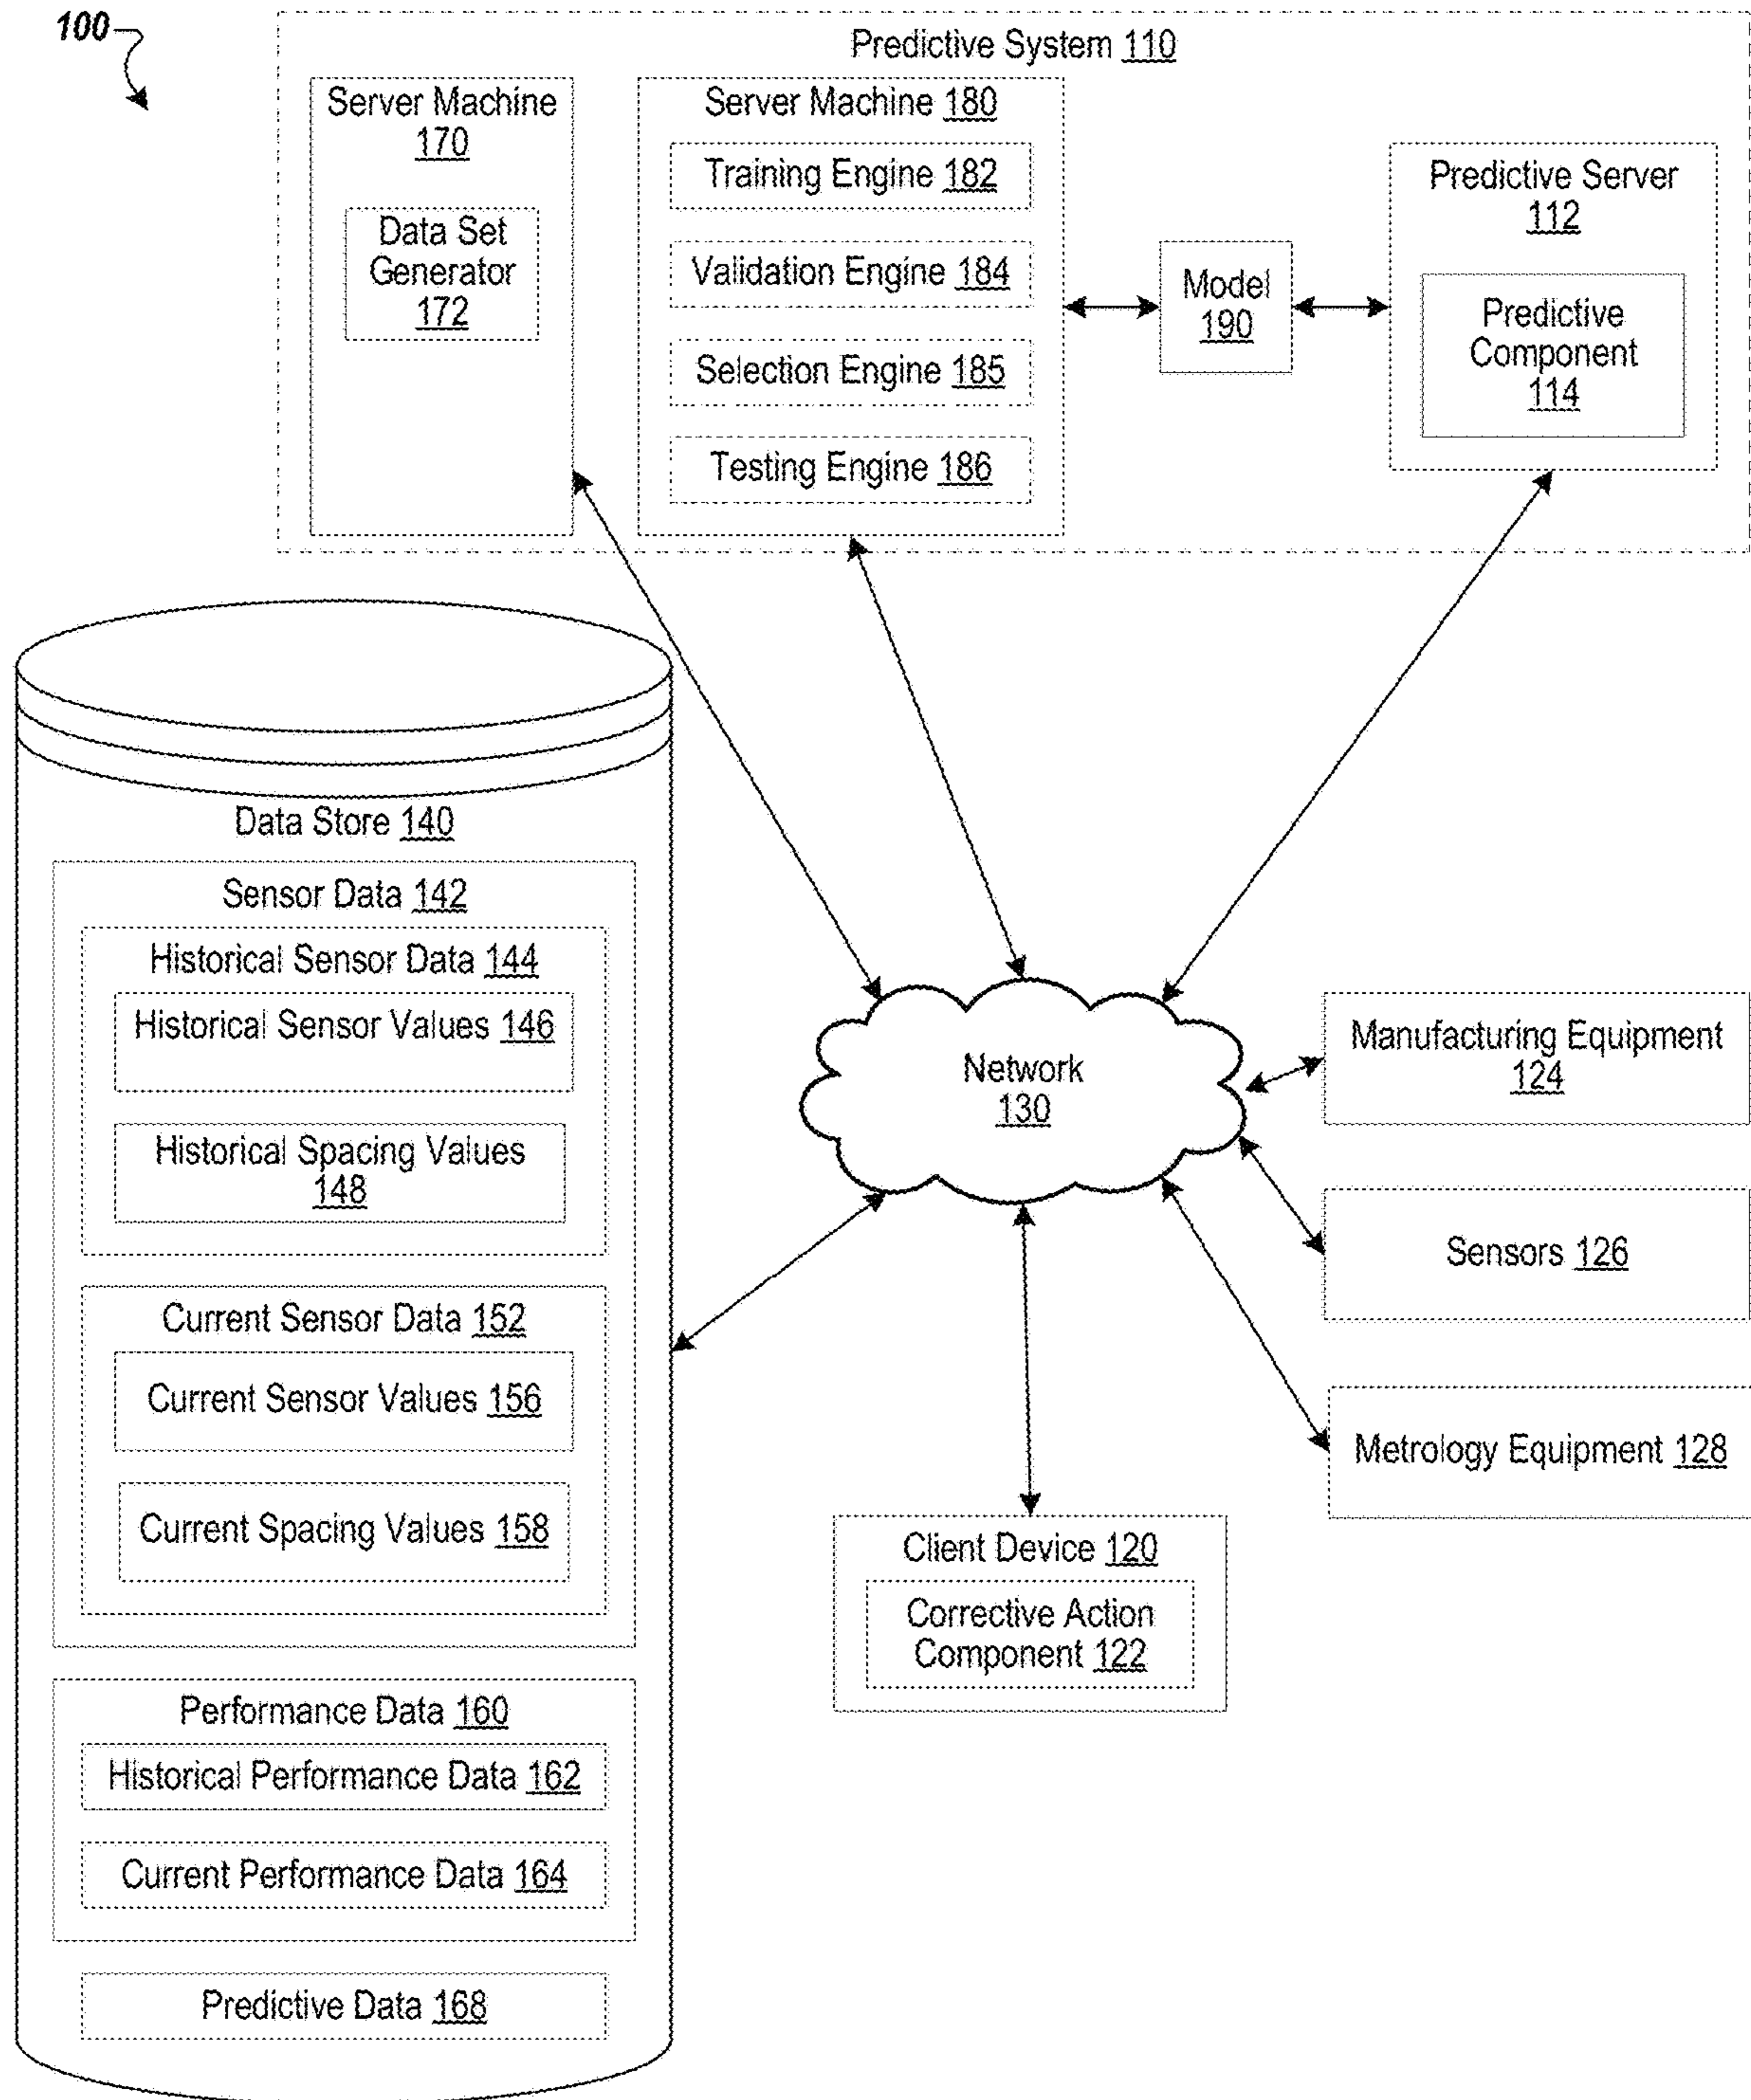 100
Predictive System 110
Server Machine
170
Data Set
Generator
172
Server Machine 180
Training Engine 182
Validation Engine 184
Selection Engine 185
Testing Engine 186
Model
190
Predictive Server
112
Predictive
Component
114
Data Store 140
Sensor Data 142
Historical Sensor Data 144
Historical Sensor Values 146
Historical Spacing Values
148
Current Sensor Data 152
Current Sensor Values 156
Current Spacing Values 158
Performance Data 160
Historical Performance Data 162
Current Performance Data 164
Predictive Data 168
Network
130
Manufacturing Equipment
124
Sensors 126
Metrology Equipment 128
Client Device 120
Corrective Action
Component 122